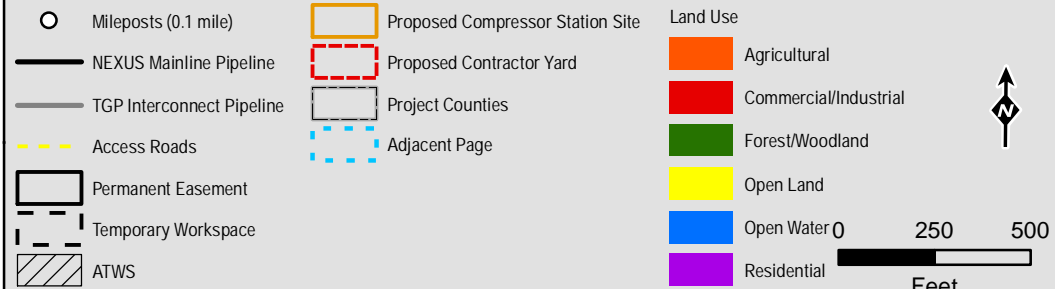 Mileposts (0.1 mile)
NEXUS Mainline Pipeline
TGP Interconnect Pipeline
Access Roads
Permanent Easement
Temporary Workspace
ATWS
Proposed Compressor Station Site
Proposed Contractor Yard
Project Counties
Adjacent Page
Land Use
Agricultural
Commercial/Industrial
Forest/Woodland
Open Land
Open Water
Residential
N
0 250 500
Feet